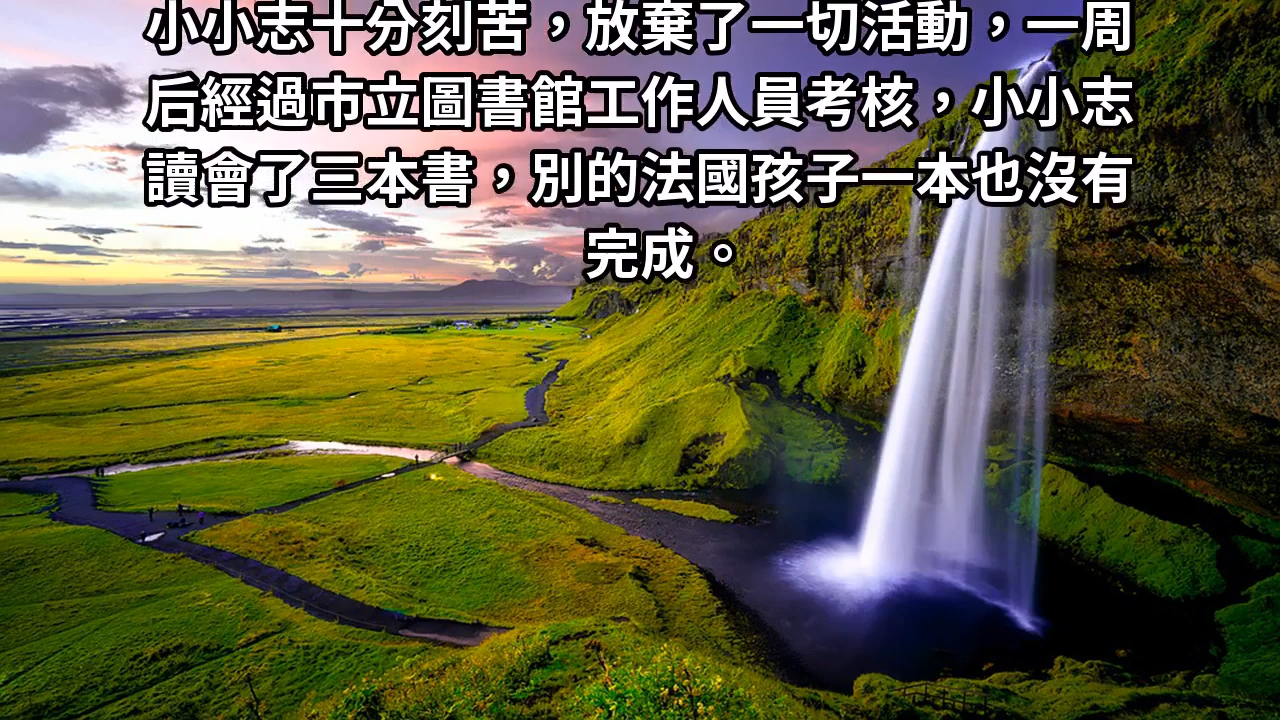 小小志十分刻苦，放棄了一切活動，一周
后經過市立圖書館工作人員考核，小小志
讀會了三本書，別的法國孩子一本也沒有
完成。